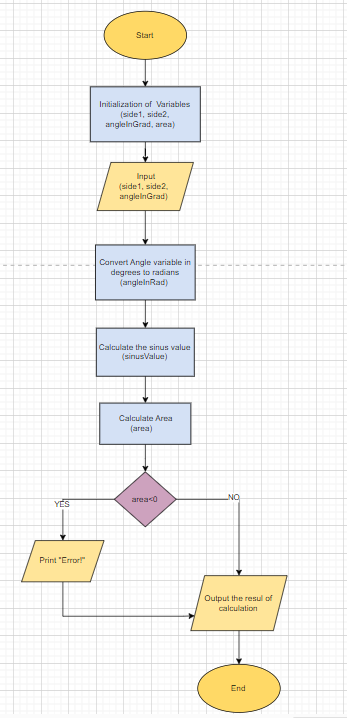 Start
Initialization of Variables
(side1, side2,
angleInGrad, area)
Input
(side1, side2,
angleInGrad)
Convert Angle variable in
degrees to radians
(angleInRad)
Calculate the sinus value
(sinusValue)
Calculate Area
(area)
area<0
YES
NO
Print "Error!"
Output the resul of
calculation
End